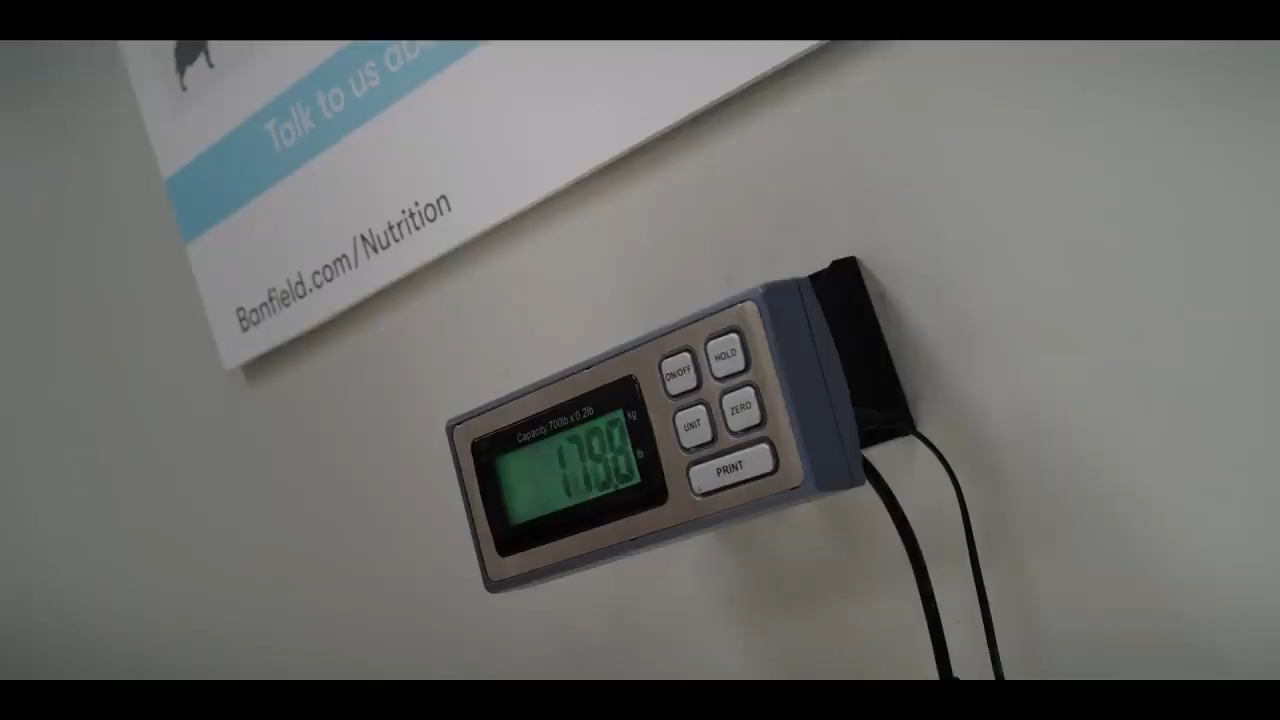 Talk to us
Banfield.com/Nutrition
Capacity:700lb x 0.2lb
kg
lb
178.8
ON/OFF
HOLD
UNIT
ZERO
PRINT